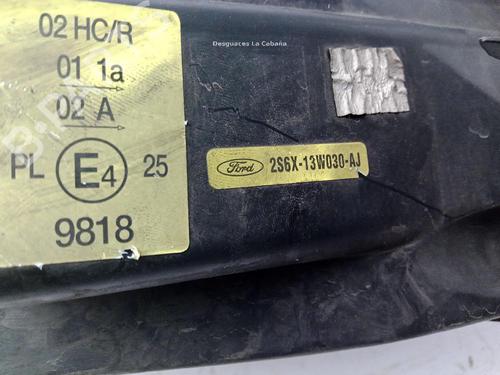 02 HC/R
01 1a
02 A
PL E4 25
9818
Desguaces La Cabaña
Ford 2S6X-13W030-AJ